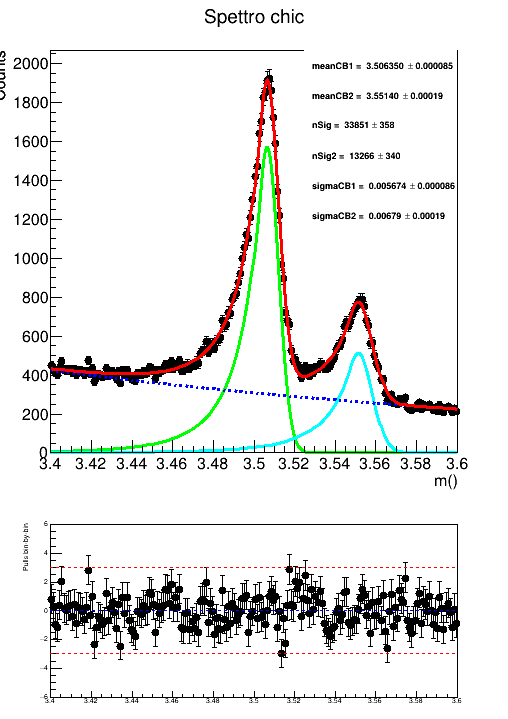 Spettro chic
Counts
2000
1800
1600
1400
1200
1000
800
600
400
200
0
meanCB1 = 3.506350 ± 0.000085
meanCB2 = 3.55140 ± 0.00019
nSig = 33851 ± 358
nSig2 = 13266 ± 340
sigmaCB1 = 0.005674 ± 0.000086
sigmaCB2 = 0.00679 ± 0.00019
3.4 3.42 3.44 3.46 3.48 3.5 3.52 3.54 3.56 3.58 3.6
m()
Pulls bin-by-bin
6
4
2
0
-2
-4
-6
3.4 3.42 3.44 3.46 3.48 3.5 3.52 3.54 3.56 3.58 3.6